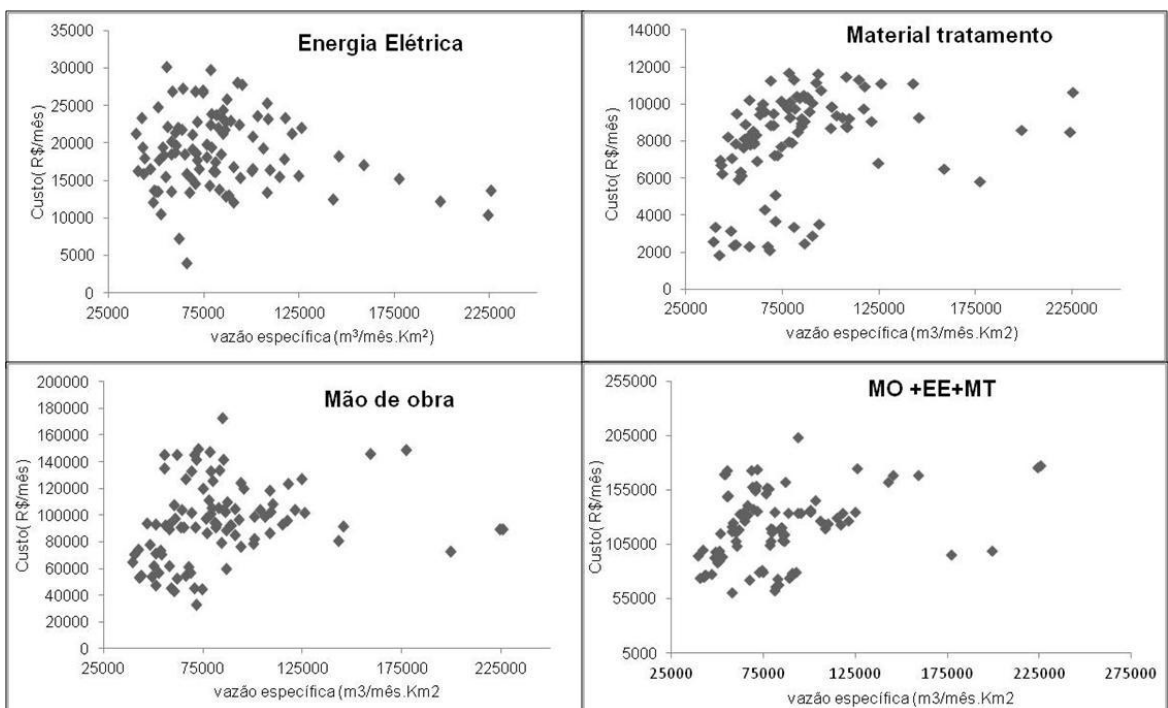 Energia Elétrica
35000
30000
25000
20000
15000
10000
5000
0
Custo( R$/mês)
25000 75000 125000 175000 225000
vazão específica (m³/mês.Km²)
Material tratamento
14000
12000
10000
8000
6000
4000
2000
0
Custo( R$/mês)
25000 75000 125000 175000 225000
vazão específica (m3/mês.Km2)
Mão de obra
200000
180000
160000
140000
120000
100000
80000
60000
40000
20000
0
Custo( R$/mês)
25000 75000 125000 175000 225000
vazão específica (m3/mês.Km2
MO +EE+MT
255000
205000
155000
105000
55000
5000
Custo( R$/mês)
25000 75000 125000 175000 225000 275000
vazão específica (m3/mês.Km2